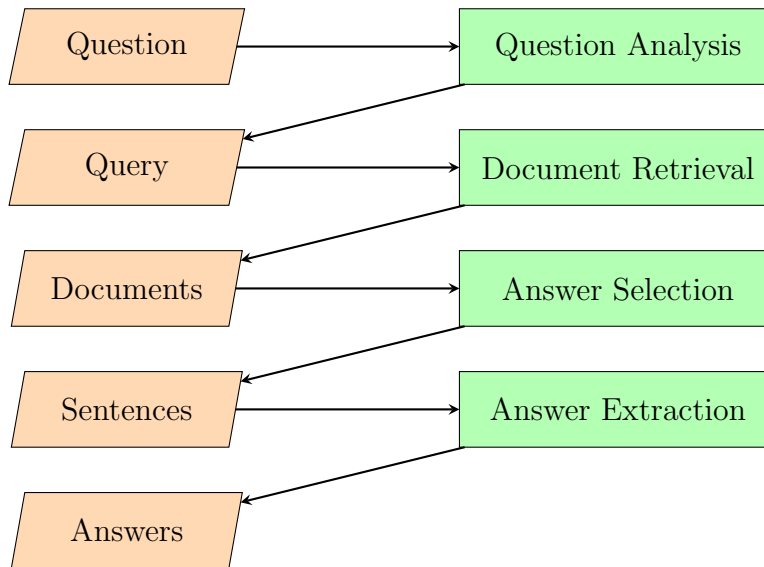 Question
Question Analysis
Query
Document Retrieval
Documents
Answer Selection
Sentences
Answer Extraction
Answers